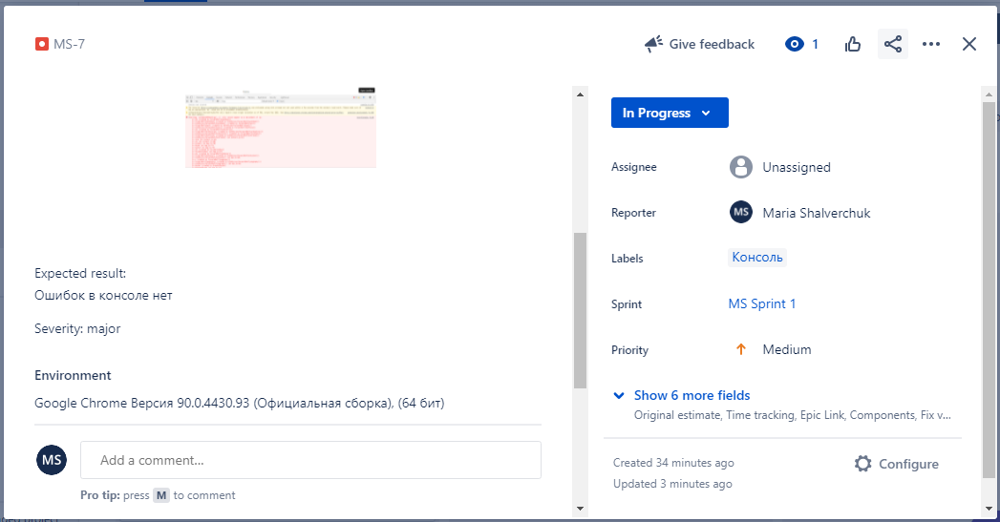 MS-7
Give feedback
1
Expected result:
Ошибок в консоле нет
Severity: major
Environment
Google Chrome Версия 90.0.4430.93 (Официальная сборка), (64 бит)
MS
Add a comment...
Pro tip: press M to comment
In Progress
Assignee
Unassigned
Reporter
MS
Maria Shalverchuk
Labels
Консоль
Sprint
MS Sprint 1
Priority
Medium
Show 6 more fields
Original estimate, Time tracking, Epic Link, Components, Fix v...
Created 34 minutes ago
Configure
Updated 3 minutes ago